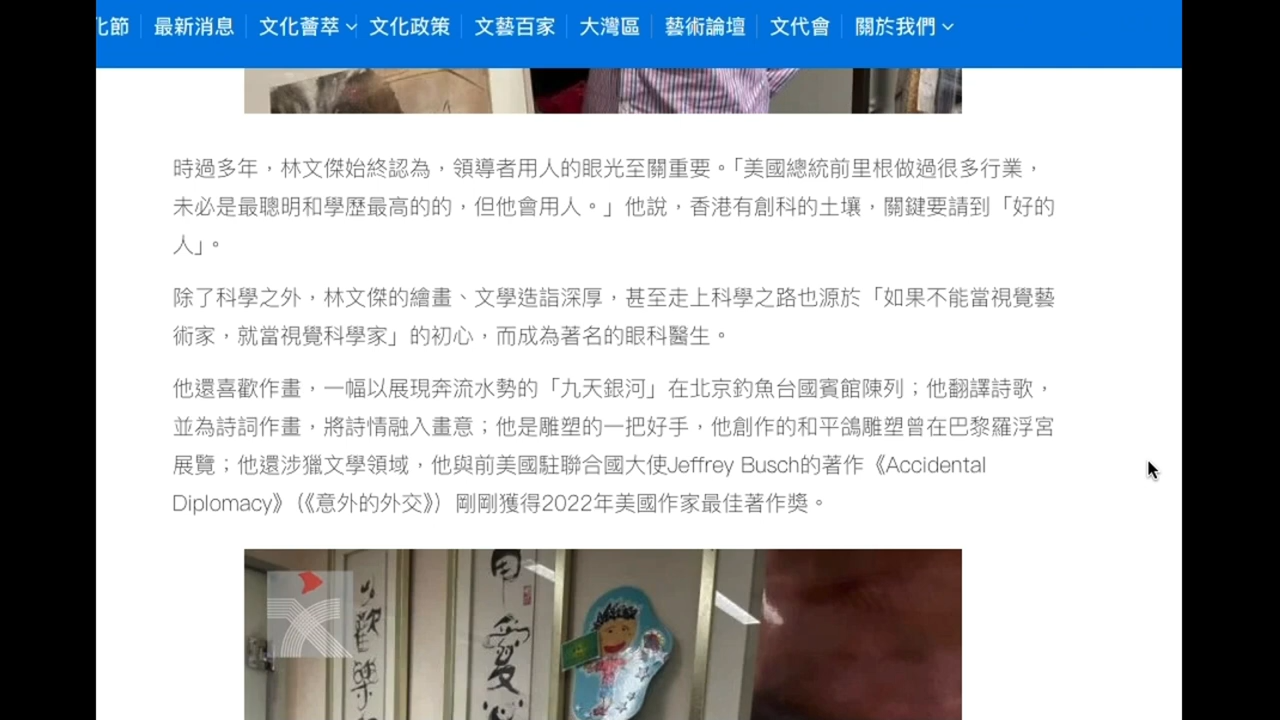 化節 最新消息 文化薈萃 文化政策 文藝百家 大灣區 藝術論壇 文代會 關於我們
時過多年，林文傑始終認為，領導者用人的眼光至關重要。「美國總統前里根做過很多行業，
未必是最聰明和學歷最高的的，但他會用人。」他說，香港有創科的土壤，關鍵要請到「好的
人」。
除了科學之外，林文傑的繪畫、文學造詣深厚，甚至走上科學之路也源於「如果不能當視覺藝
術家，就當視覺科學家」的初心，而成為著名的眼科醫生。
他還喜歡作畫，一幅以展現奔流水勢的「九天銀河」在北京釣魚台國賓館陳列；他翻譯詩歌，
並為詩詞作畫，將詩情融入畫意；他是雕塑的一把好手，他創作的和平鴿雕塑曾在巴黎羅浮宮
展覽；他還涉獵文學領域，他與前美國駐聯合國大使Jeffrey Busch的著作《Accidental
Diplomacy》（《意外的外交》）剛剛獲得2022年美國作家最佳著作獎。
歡樂
用愛心